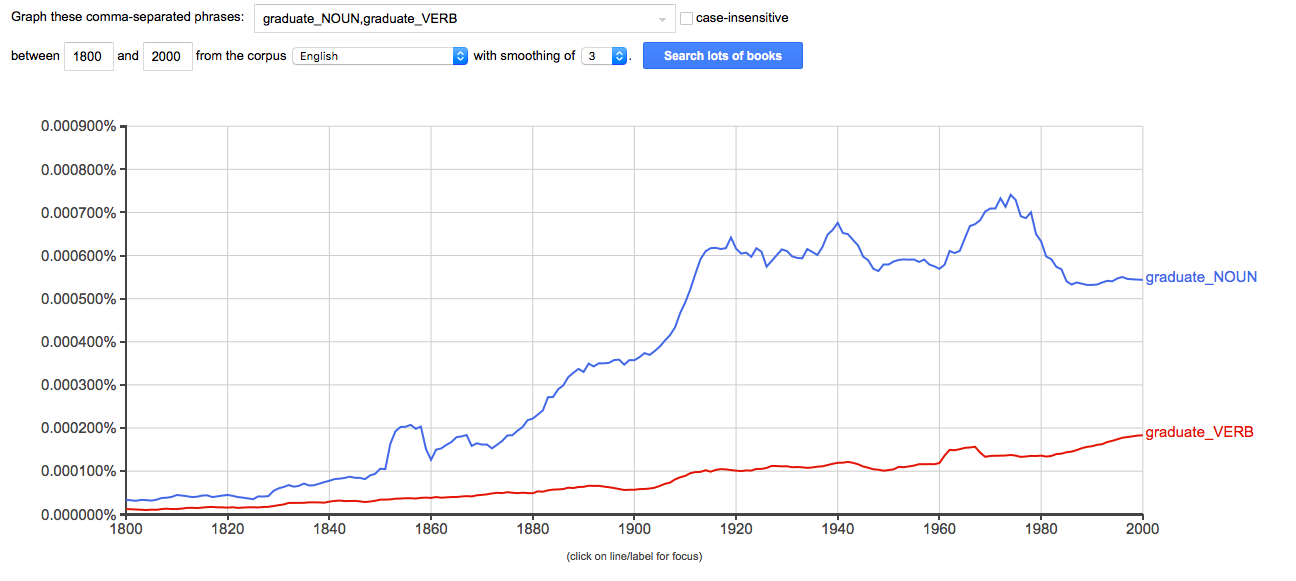 Graph these comma-separated phrases: graduate_NOUN,graduate_VERB case-insensitive
between 1800 and 2000 from the corpus English with smoothing of 3 . Search lots of books
0.000900%
0.000800%
0.000700%
0.000600%
0.000500%
0.000400%
0.000300%
0.000200%
0.000100%
0.000000%
graduate_NOUN
graduate_VERB
1800 1820 1840 1860 1880 1900 1920 1940 1960 1980 2000
(click on line/label for focus)